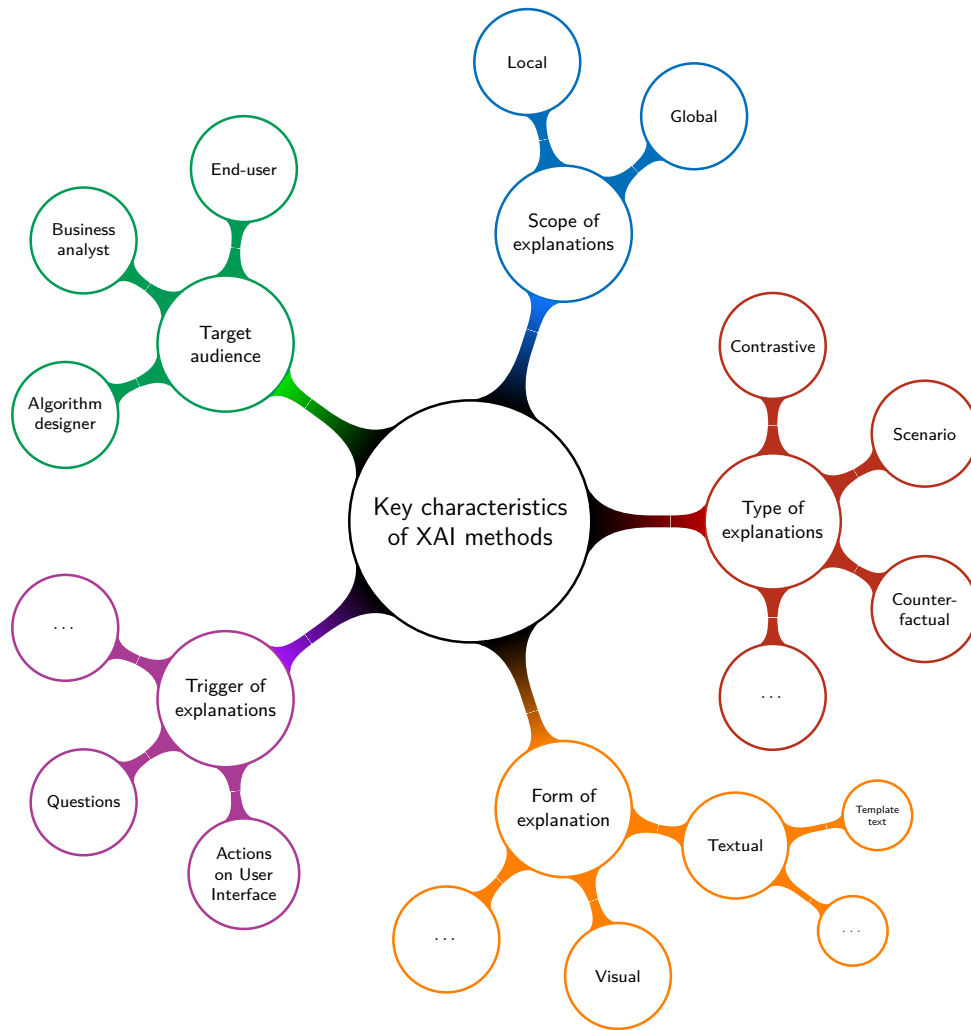 Local
Global
Scope of
explanations
End-user
Business
analyst
Target
audience
Algorithm
designer
Contrastive
Scenario
Type of
explanations
Counter-
factual
...
Key characteristics
of XAI methods
...
Trigger of
explanations
Questions
Actions
on User
Interface
Form of
explanation
Textual
Template
text
...
...
Visual